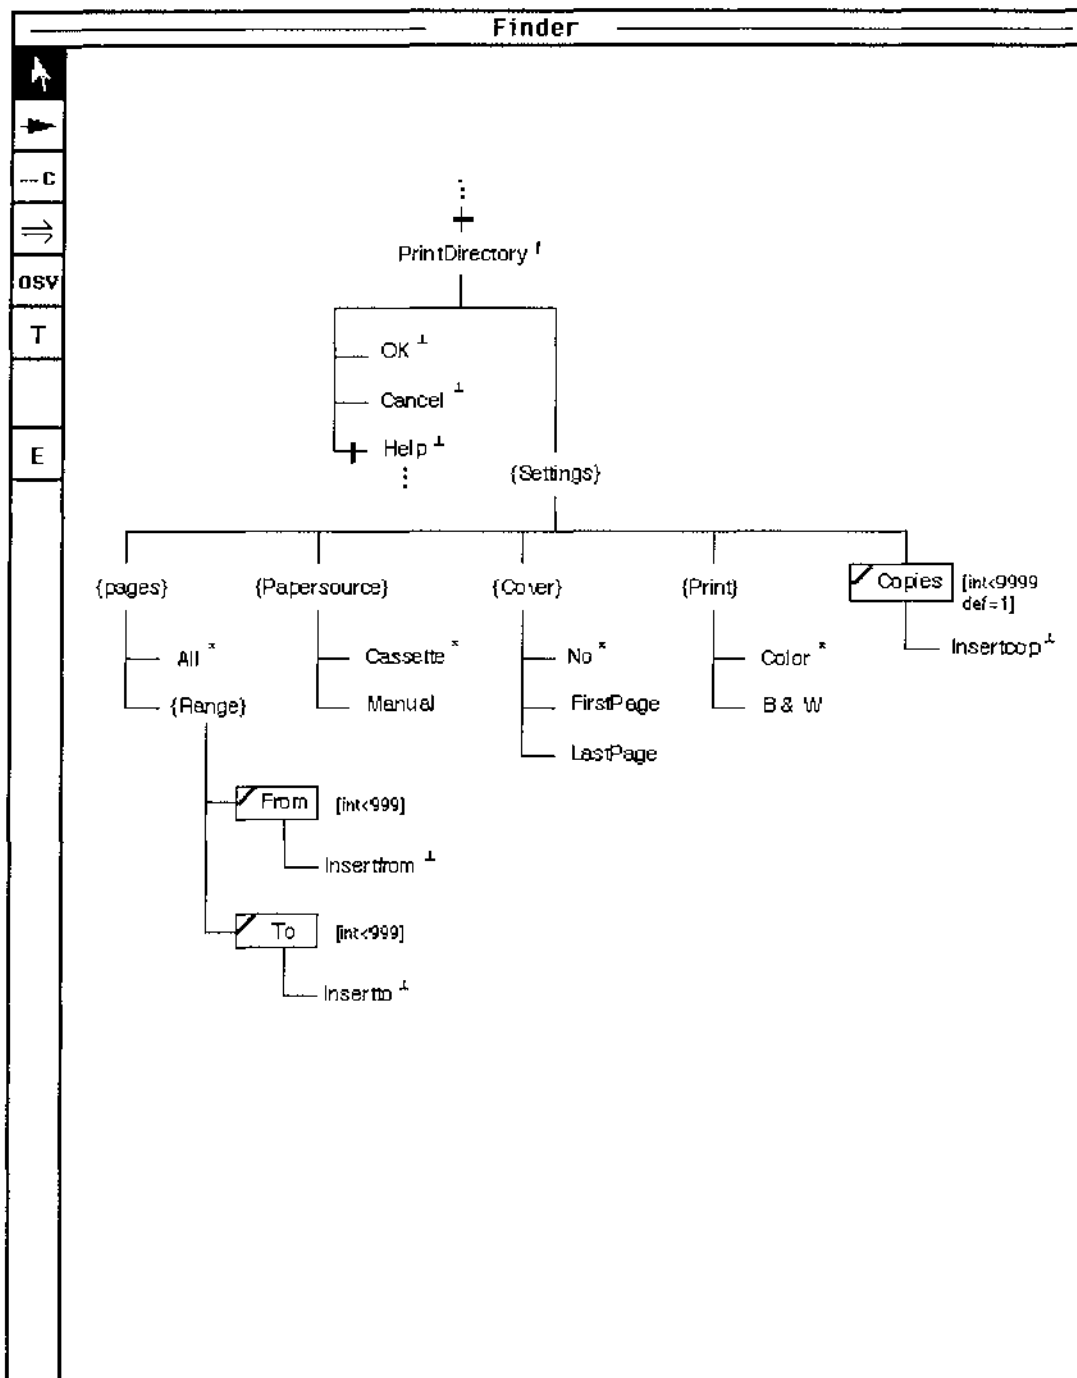 Finder
--- C
OSV
T
E
PrintDirectory f
OK ⊥
Cancel ⊥
Help ⊥
{Settings}
{pages} {Papersource} {Cover} {Print} Copies [int<9999
def=1]
All * Cassette * No * Color * Insertcop ⊥
{Range} Manual FirstPage B & W
LastPage
From [int<999]
Insertfrom ⊥
To [int<999]
Insertto ⊥